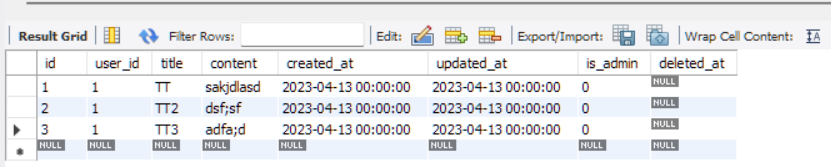 Result Grid Filter Rows: Edit: Export/Import: Wrap Cell Content: IA
id user_id title content created_at updated_at is_admin deleted_at
1 1 TT sakjdlasd 2023-04-13 00:00:00 2023-04-13 00:00:00 0 NULL
2 1 TT2 dsf;sf 2023-04-13 00:00:00 2023-04-13 00:00:00 0 NULL
3 1 TT3 adfa;d 2023-04-13 00:00:00 2023-04-13 00:00:00 0 NULL
NULL NULL NULL NULL NULL NULL NULL NULL